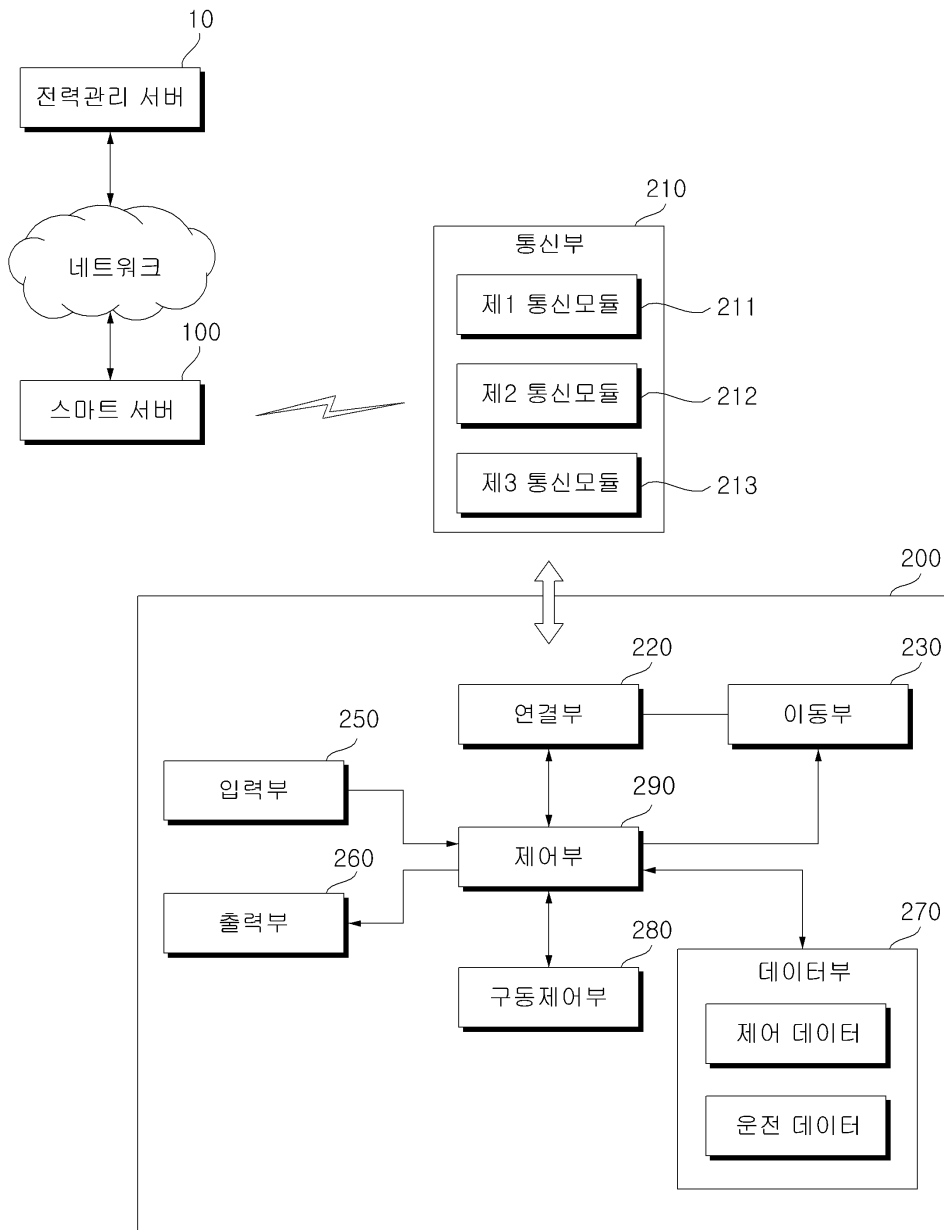 10
전력관리 서버
네트워크
100
스마트 서버
210
통신부
제1 통신모듈
211
제2 통신모듈
212
제3 통신모듈
213
200
220
연결부
230
이동부
250
입력부
290
제어부
260
출력부
280
구동제어부
270
데이터부
제어 데이터
운전 데이터